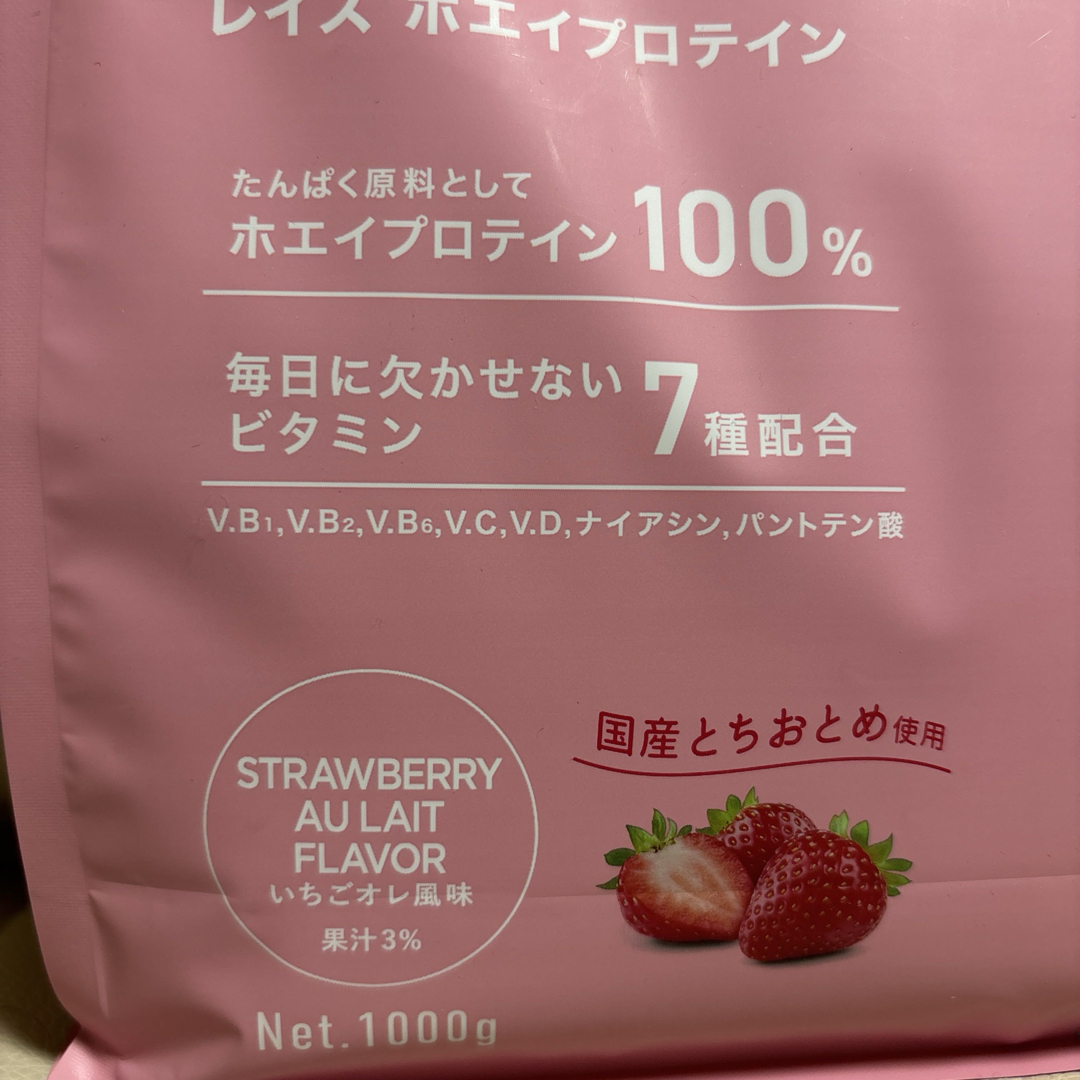 レイズ ホエイプロテイン
たんぱく原料として
ホエイプロテイン 100%
毎日に欠かせない
ビタミン 7種配合
V.B1,V.B2,V.B6,V.C,V.D,ナイアシン,パントテン酸
国産とちおとめ使用
STRAWBERRY
AU LAIT
FLAVOR
いちごオレ風味
果汁3%
Net.1000g